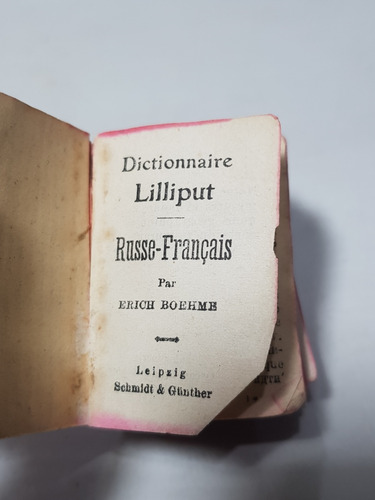 Dictionnaire
Lilliput
Russe-Français
Par
ERICH BOEHME
Leipzig
Schmidt & Günther